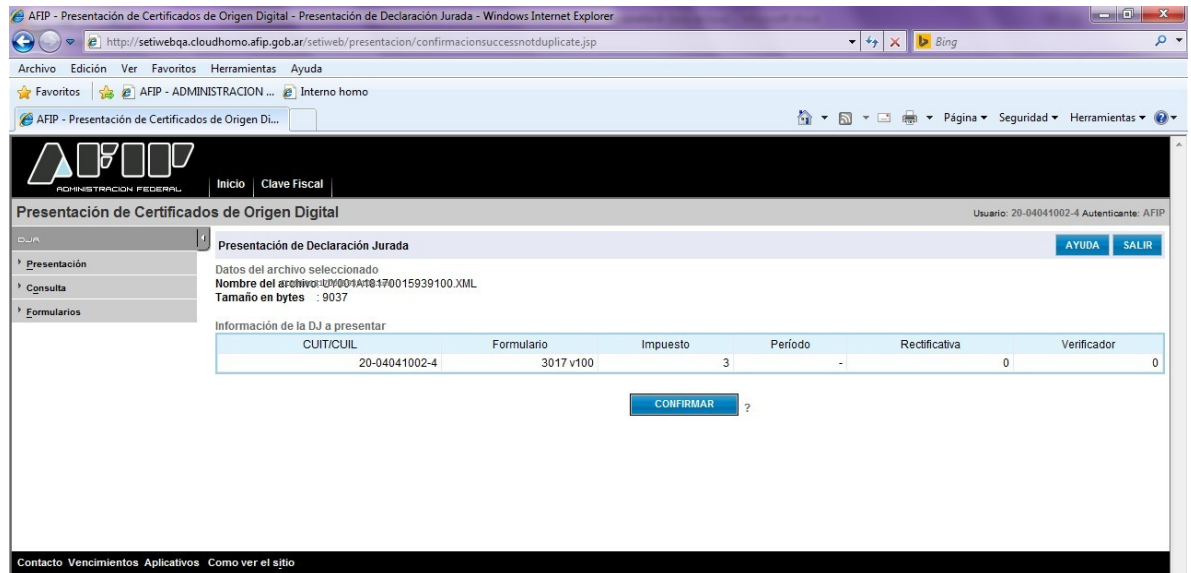 AFIP - Presentación de Certificados de Origen Digital - Presentación de Declaración Jurada - Windows Internet Explorer
http://setiwebqa.cloudhomo.afip.gob.ar/setiweb/presentacion/confirmacionsuccessnotduplicate.jsp
Bing
Archivo Edición Ver Favoritos Herramientas Ayuda
Favoritos AFIP - ADMINISTRACION ... Interno homo
AFIP - Presentación de Certificados de Origen Di... Página Seguridad Herramientas
AFIP
ADMINISTRACION FEDERAL
Inicio Clave Fiscal
Presentación de Certificados de Origen Digital Usuario: 20-04041002-4 Autenticante: AFIP
DJR
Presentación de Declaración Jurada AYUDA SALIR
Presentación
Consulta
Formularios
Datos del archivo seleccionado
Nombre del archivo
Tamaño en bytes : 9037
Información de la DJ a presentar
CUIT/CUIL Formulario Impuesto Período Rectificativa Verificador
20-04041002-4 3017 v100 3 - 0 0
CONFIRMAR ?
Contacto Vencimientos Aplicativos Como ver el sitio